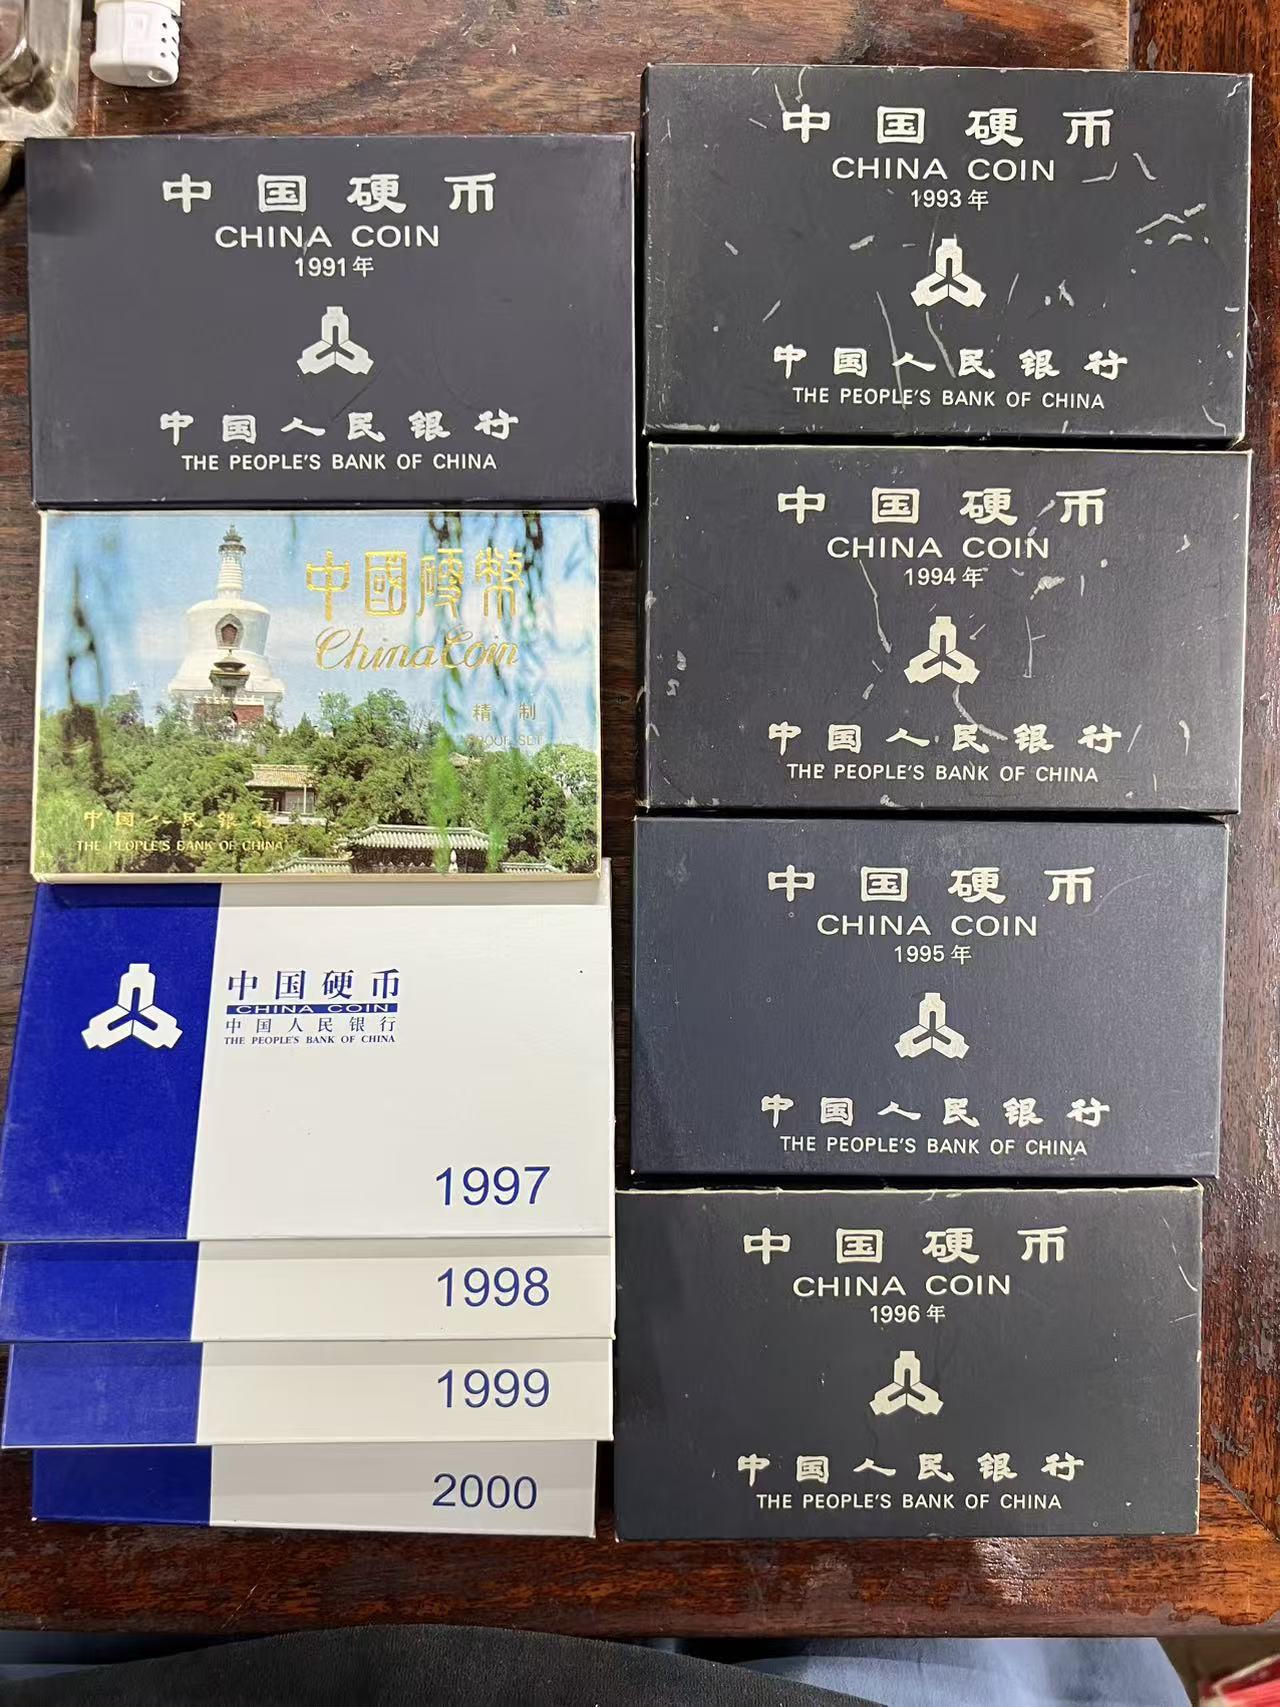 中国硬币
CHINA COIN
1991年
中国人民银行
THE PEOPLE'S BANK OF CHINA
中國硬幣
China Coin
精制
PROOF SET
中国人民银行
THE PEOPLE'S BANK OF CHINA
中国硬币
CHINA COIN
中国人民银行
THE PEOPLE'S BANK OF CHINA
1997
1998
1999
2000
中国硬币
CHINA COIN
1993年
中国人民银行
THE PEOPLE'S BANK OF CHINA
中国硬币
CHINA COIN
1994年
中国人民银行
THE PEOPLE'S BANK OF CHINA
中国硬币
CHINA COIN
1995年
中国人民银行
THE PEOPLE'S BANK OF CHINA
中国硬币
CHINA COIN
1996年
中国人民银行
THE PEOPLE'S BANK OF CHINA